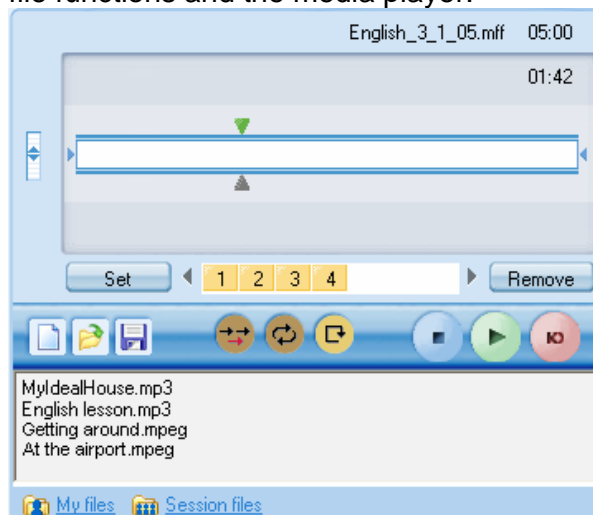 file functions and the media player.
English_3_1_05.mff 05:00
01:42
Set 1 2 3 4 Remove
MyIdealHouse.mp3
English lesson.mp3
Getting around.mpeg
At the airport.mpeg
My files Session files